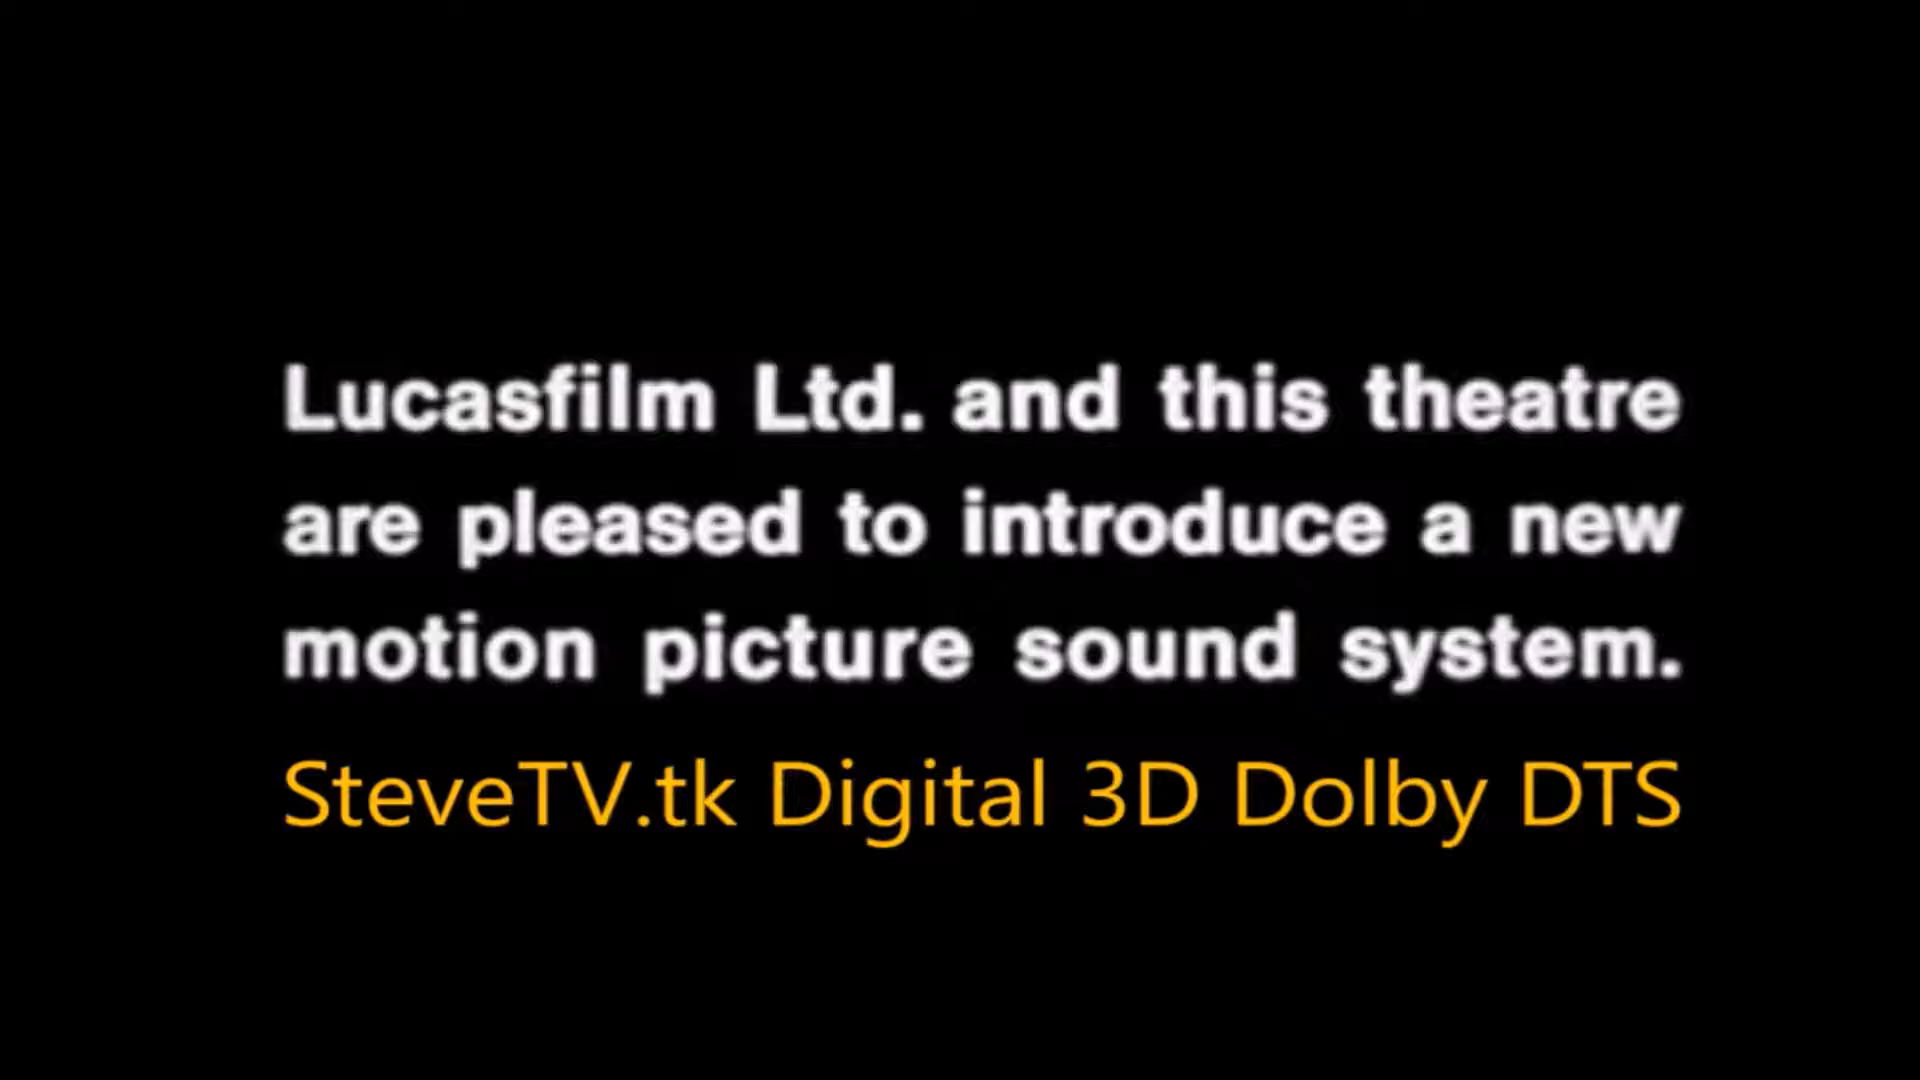 Lucasfilm Ltd. and this theatre
are pleased to introduce a new
motion picture sound system.
SteveTV.tk Digital 3D Dolby DTS